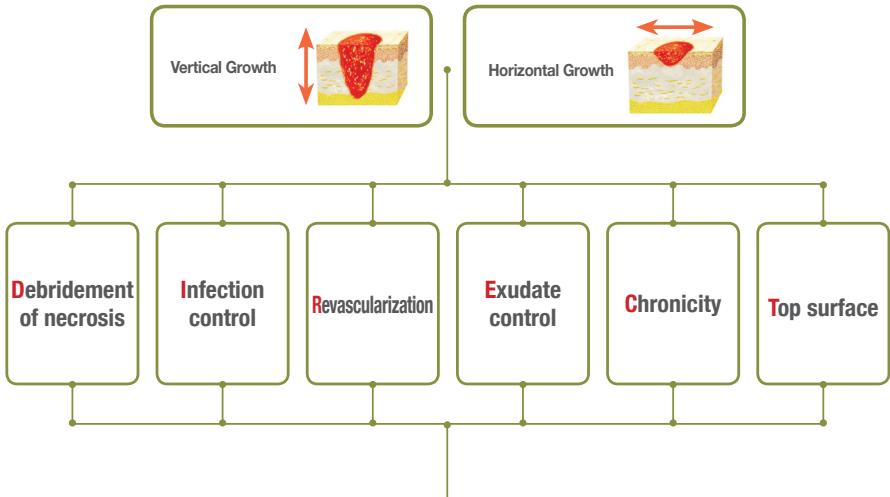 Vertical Growth
Horizontal Growth
Debridement
of necrosis
Infection
control
Revascularization
Exudate
control
Chronicity
Top surface